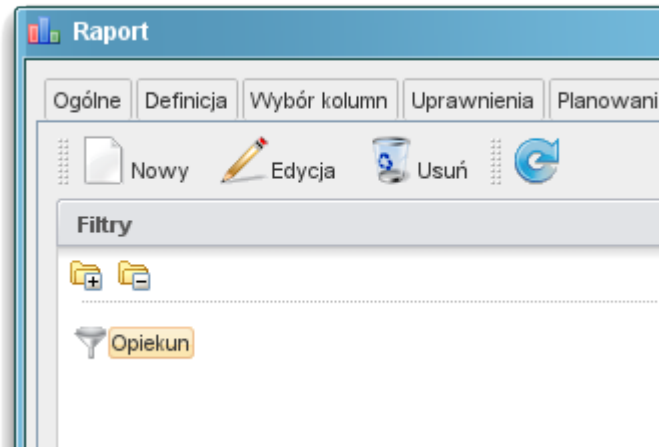 Raport
Ogólne Definicja Wybór kolumn Uprawnienia Planowani
Nowy Edycja Usuń
Filtry
Opiekun